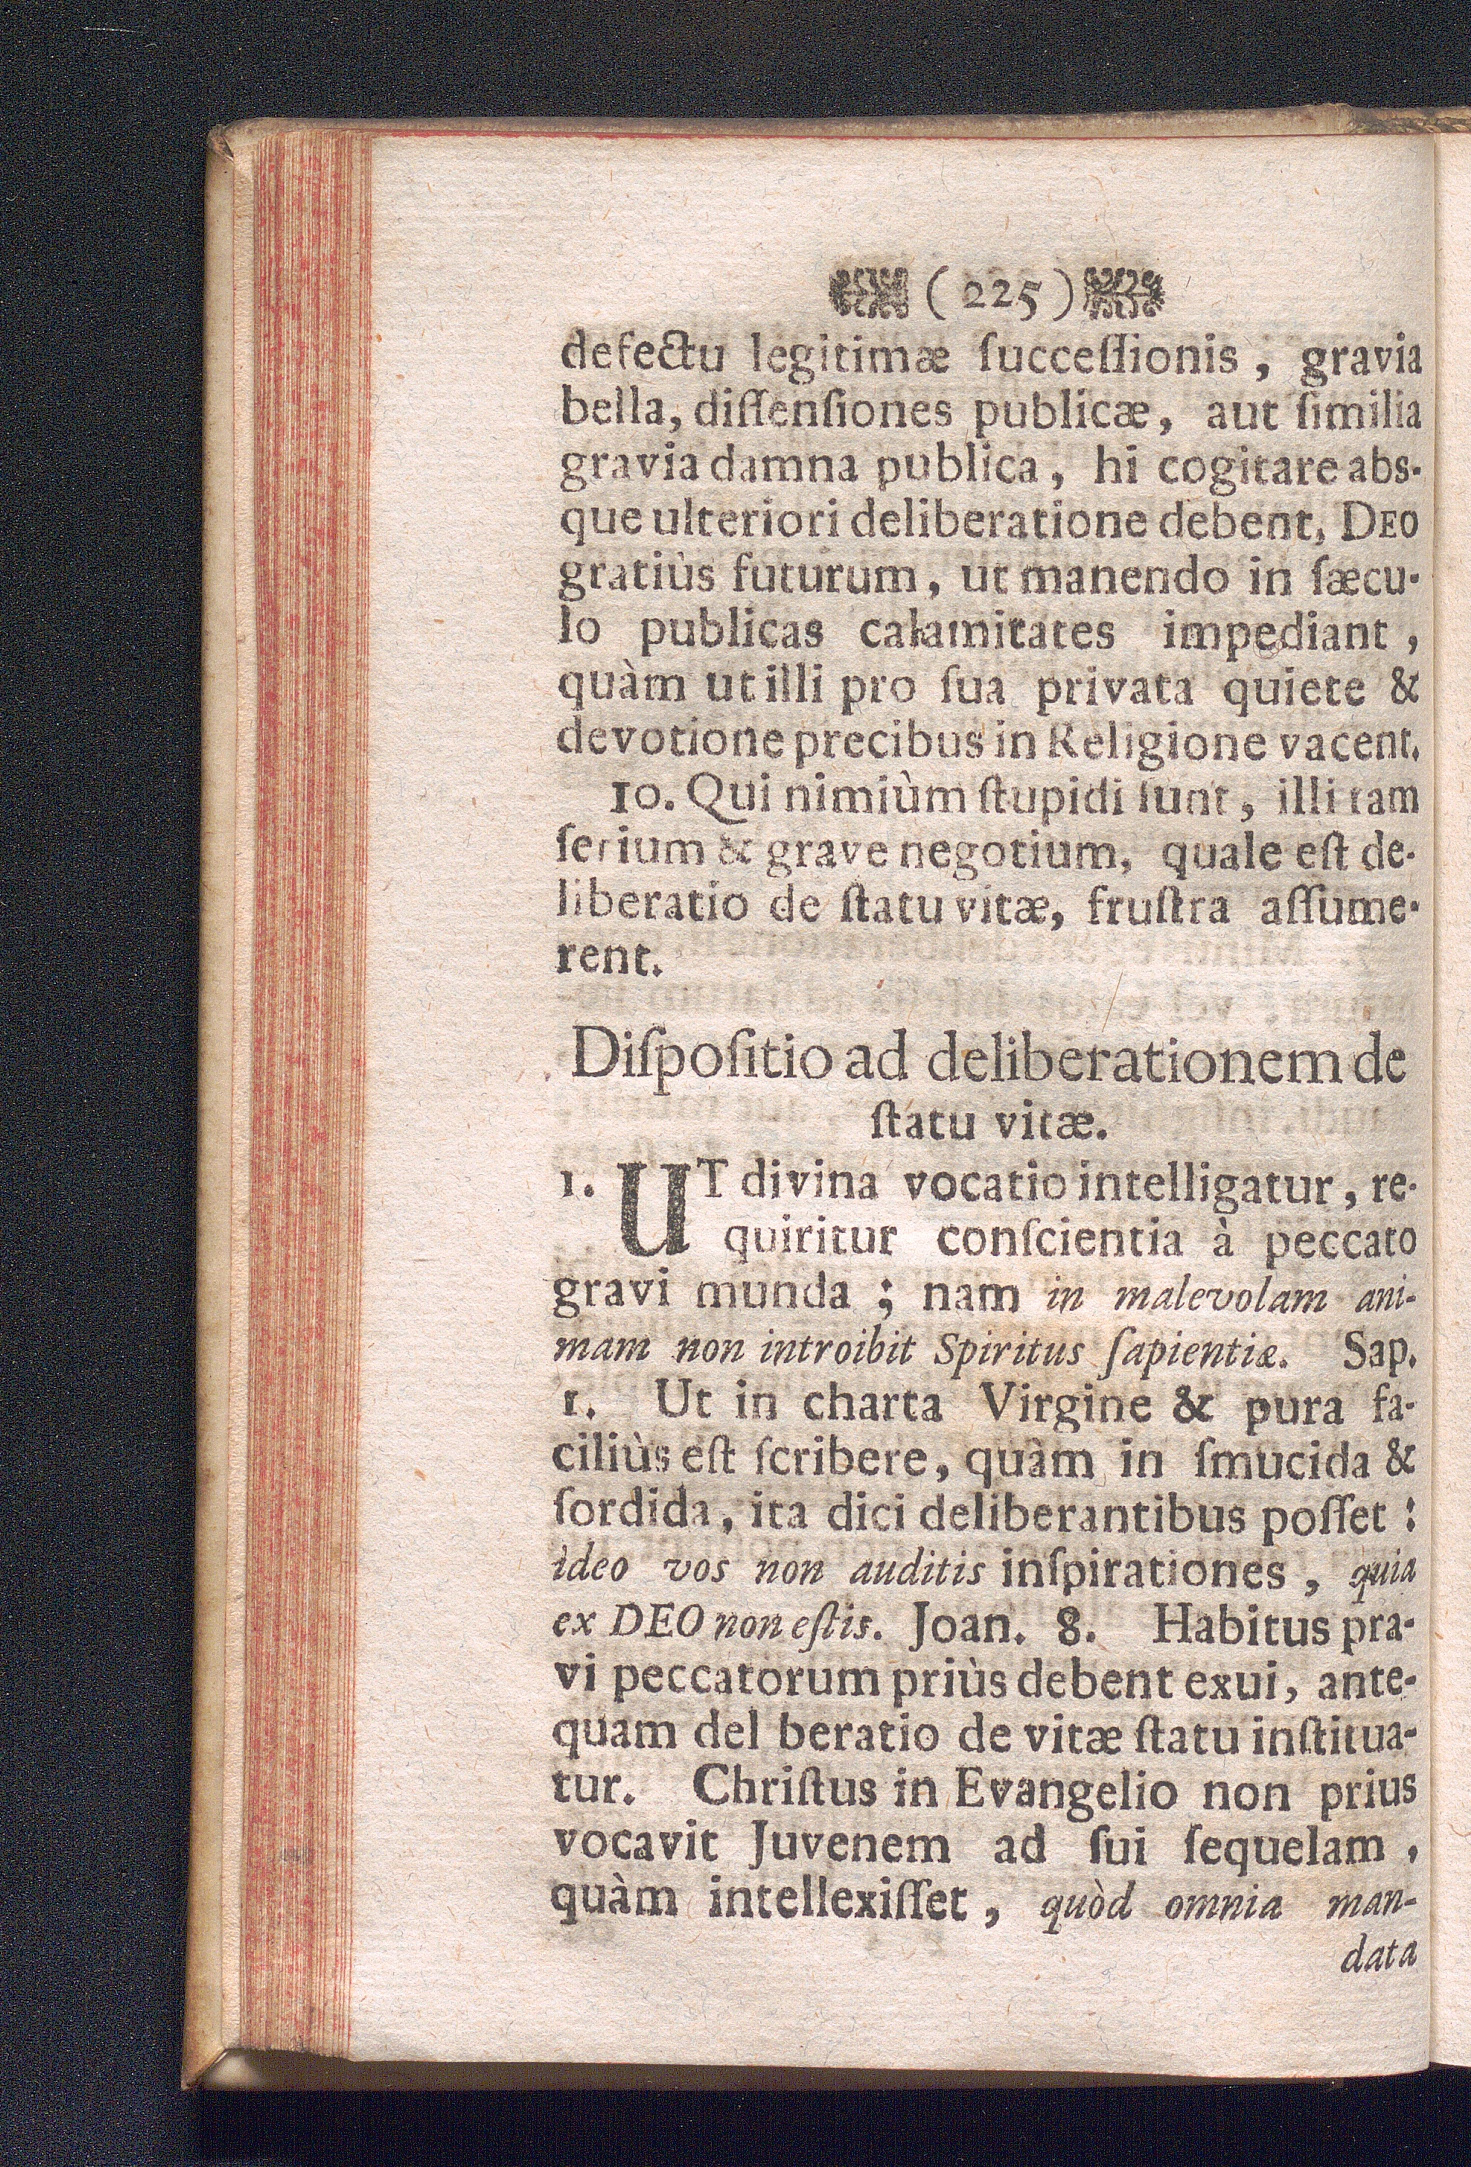 ( 225 )
defectu legitimæ ſucceſſionis, gravia
bella, diſſenſiones publicæ, aut ſimilia
gravia damna publica, hi cogitare abs-
que ulteriori deliberatione debent, DEO
gratiùs futurum, ut manendo in ſæcu-
lo publicas calamitates impediant,
quàm ut illi pro ſua privata quiete &
devotione precibus in Religione vacent.
10. Qui nimiùm ſtupidi ſunt, illi tam
ſerium & grave negotium, quale eſt de-
liberatio de ſtatu vitæ, fruſtra aſſume-
rent.
Diſpoſitio ad deliberationem de
ſtatu vitæ.
1. UT divina vocatio intelligatur, re-
quiritur conſcientia à peccato
gravi munda; nam in malevolam ani-
mam non introibit Spiritus ſapientiæ. Sap.
1. Ut in charta Virgine & pura fa-
ciliùs eſt ſcribere, quàm in ſmucida &
ſordida, ita dici deliberantibus poſſet:
ideo vos non auditis inſpirationes, quia
ex DEO non eſtis. Joan. 8. Habitus pra-
vi peccatorum priùs debent exui, ante-
quam del beratio de vitæ ſtatu inſtitua-
tur. Chriſtus in Evangelio non prius
vocavit Juvenem ad ſui ſequelam,
quàm intellexiſſet, quòd omnia man-
data